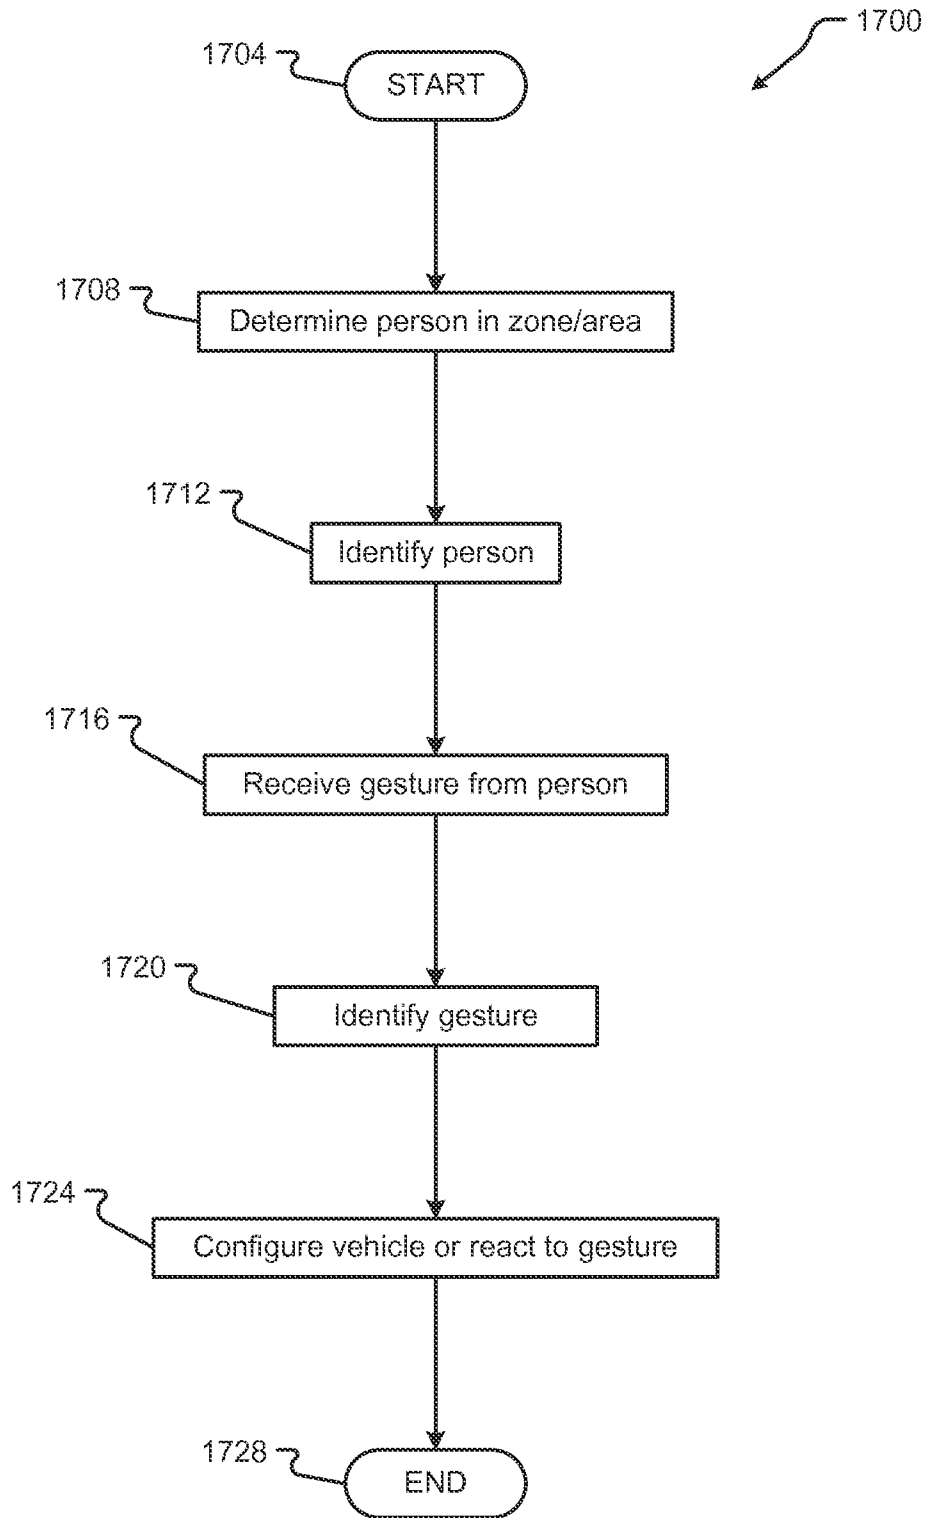 1700
1704
START
1708
Determine person in zone/area
1712
Identify person
1716
Receive gesture from person
1720
Identify gesture
1724
Configure vehicle or react to gesture
1728
END